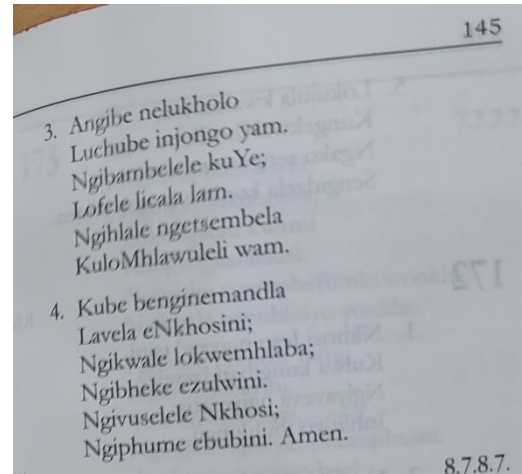 145
3. Angibe nelukholo
Luchube injongo yam.
Ngibambelele kuYe;
Lofele licala lam.
Ngihlale ngetsembela
KuloMhlawuleli wam.
4. Kube benginemandla
Lavela eNkhosini;
Ngikwale lokwemhlaba;
Ngibheke ezulwini.
Ngivuselele Nkhosi;
Ngiphume ebubini. Amen.
8.7.8.7.